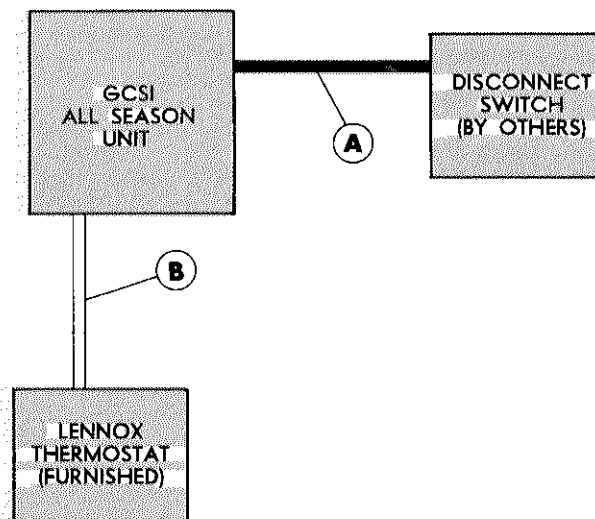 GCSI
ALL SEASON
UNIT
A
DISCONNECT
SWITCH
(BY OTHERS)
B
LENNOX
THERMOSTAT
(FURNISHED)